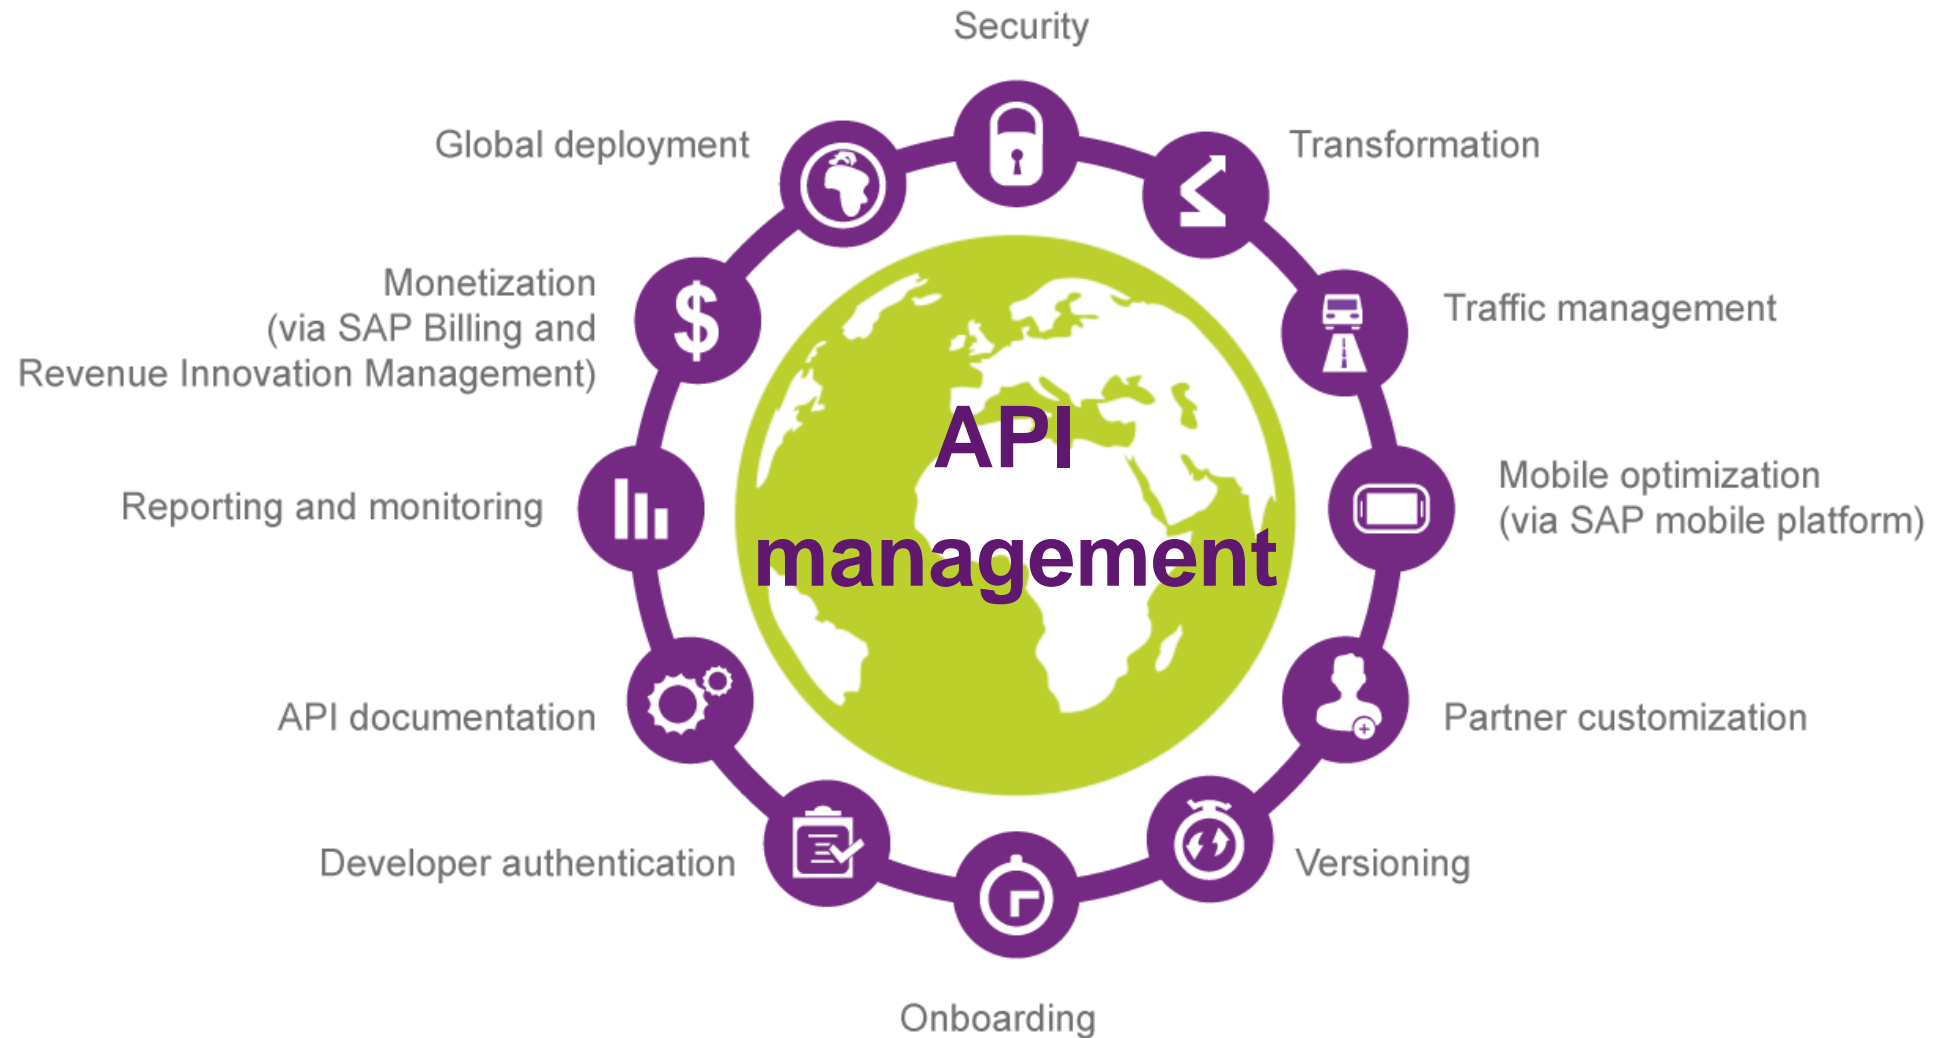 Security
Global deployment
Transformation
Monetization
(via SAP Billing and
Revenue Innovation Management)
Traffic management
API
management
Reporting and monitoring
Mobile optimization
(via SAP mobile platform)
API documentation
Partner customization
Developer authentication
Versioning
Onboarding